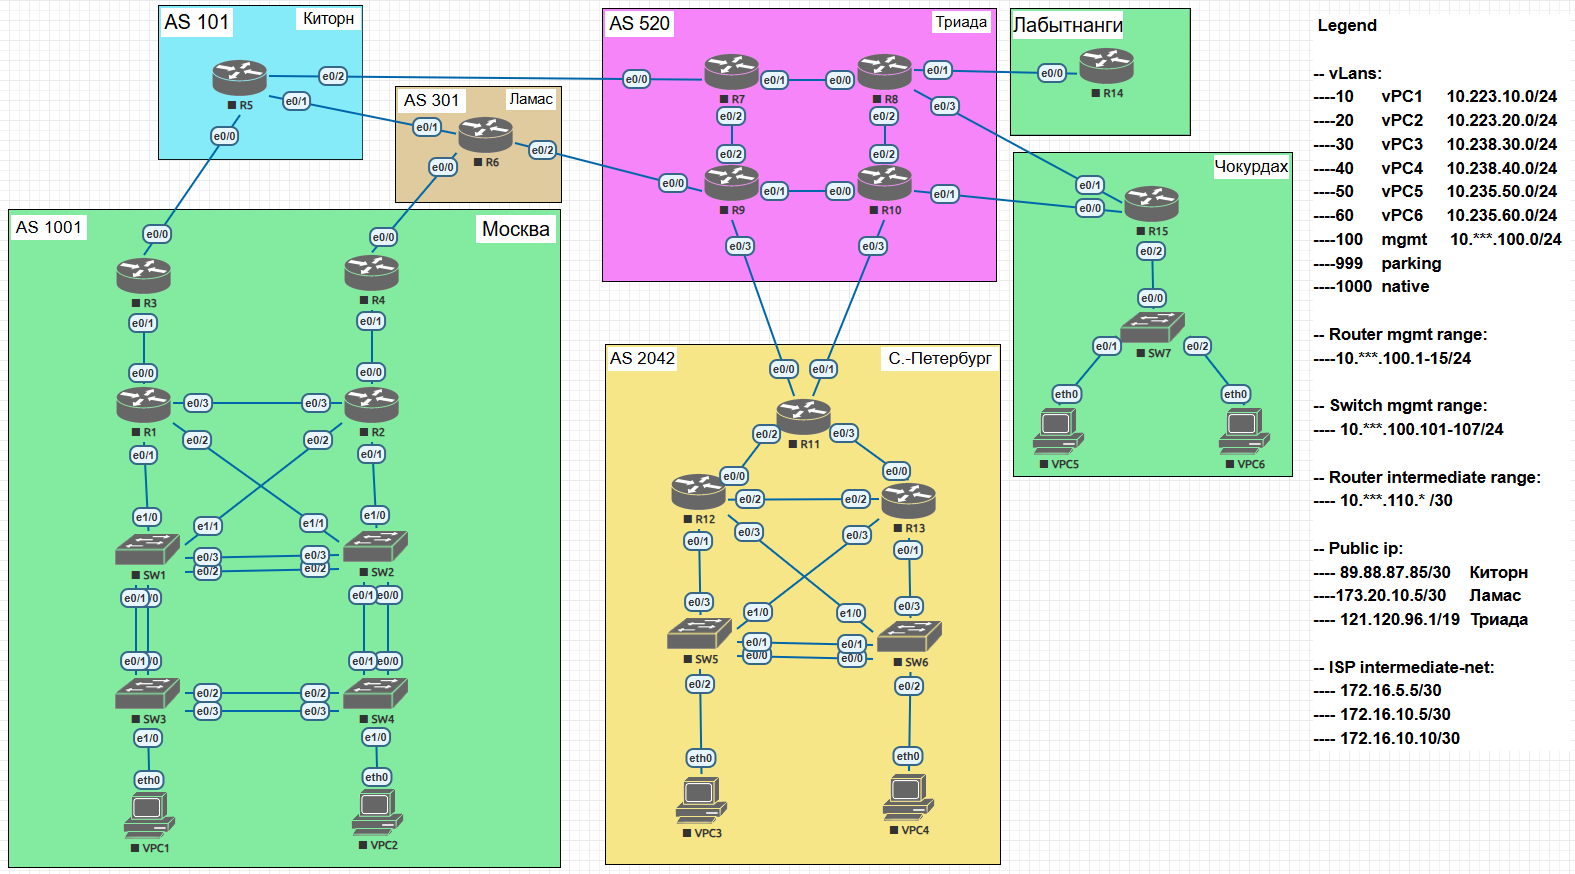 AS 101
Киторн
R5
e0/2
e0/1
e0/0
AS 301
Ламас
R6
e0/1
e0/2
e0/0
AS 520
Триада
R7
e0/0
e0/1
e0/2
R8
e0/0
e0/1
e0/2
e0/3
R9
e0/2
e0/0
e0/1
e0/3
R10
e0/2
e0/0
e0/1
e0/3
Лабытнанги
e0/0
R14
Чокурдах
e0/1
e0/0
R15
e0/2
e0/0
SW7
e0/1
e0/2
eth0
eth0
VPC5
VPC6
AS 1001
Москва
e0/0
e0/0
R3
R4
e0/1
e0/1
e0/0
e0/0
e0/3
e0/3
R1
R2
e0/2
e0/2
e0/1
e0/1
e1/0
e1/0
e1/1
e1/1
e0/3
e0/3
e0/2
e0/2
SW1
SW2
e0/1
/0
e0/1
e0/0
e0/1
/0
e0/1
e0/0
e0/2
e0/2
e0/3
e0/3
SW3
SW4
e1/0
e1/0
eth0
eth0
VPC1
VPC2
AS 2042
С.-Петербург
e0/0
e0/1
R11
e0/2
e0/3
e0/0
e0/0
e0/2
e0/2
R12
R13
e0/3
e0/3
e0/1
e0/1
e0/3
e0/3
e1/0
e1/0
e0/1
e0/1
e0/0
e0/0
SW5
SW6
e0/2
e0/2
eth0
eth0
VPC3
VPC4
Legend
-- vLans:
----10 vPC1 10.223.10.0/24
----20 vPC2 10.223.20.0/24
----30 vPC3 10.238.30.0/24
----40 vPC4 10.238.40.0/24
----50 vPC5 10.235.50.0/24
----60 vPC6 10.235.60.0/24
----100 mgmt 10.***.100.0/24
----999 parking
----1000 native
-- Router mgmt range:
----10.***.100.1-15/24
-- Switch mgmt range:
---- 10.***.100.101-107/24
-- Router intermediate range:
---- 10.***.110.* /30
-- Public ip:
---- 89.88.87.85/30 Киторн
----173.20.10.5/30 Ламас
---- 121.120.96.1/19 Триада
-- ISP intermediate-net:
---- 172.16.5.5/30
---- 172.16.10.5/30
---- 172.16.10.10/30